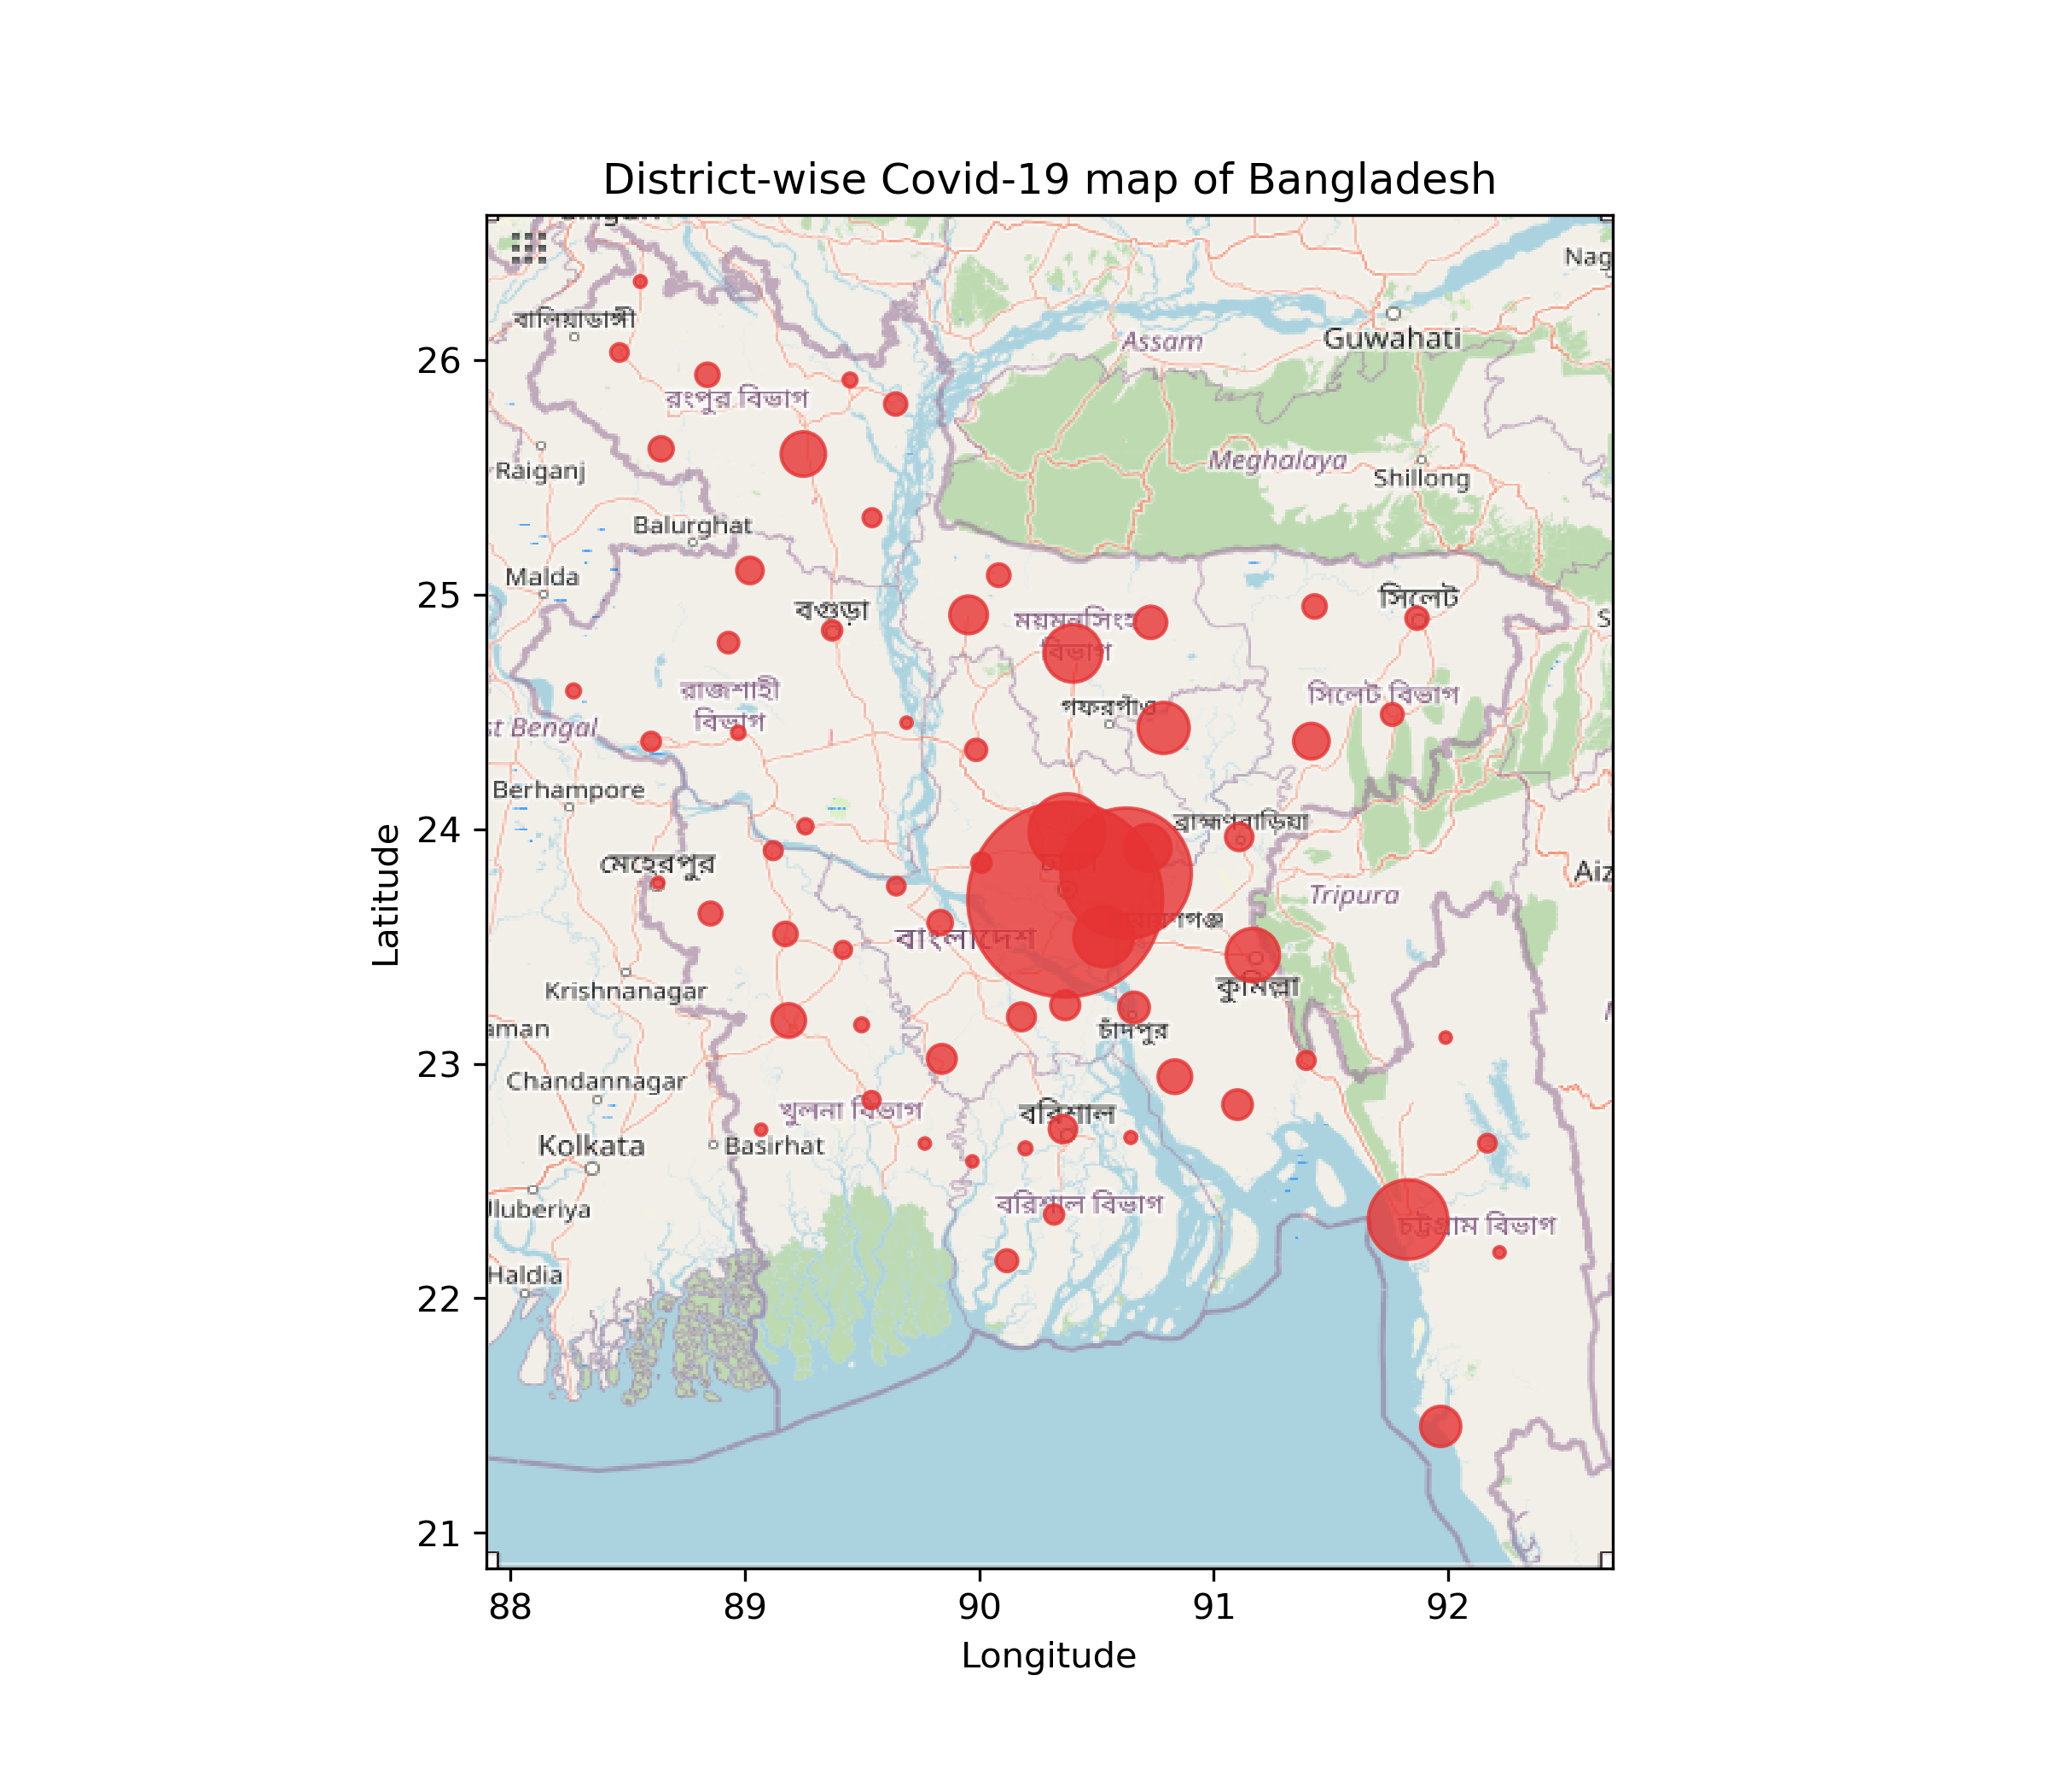 District-wise Covid-19 map of Bangladesh
Nag
বালিয়াডাঙ্গী
Guwahati
Assam
26
রংপুর বিভাগ
Meghalaya
Raiganj
Shillong
Balurghat
Malda
25
বগুড়া
সিলেট
ময়মনসিংহ
বিভাগ
S
রাজশাহী
বিভাগ
সিলেট বিভাগ
গফরগাঁও
st Bengal
Berhampore
24
ব্রাহ্মণবাড়িয়া
মেহেরপুর
Aiz
Tripura
Latitude
বাংলাদেশ
কুমিল্লা
Krishnanagar
aman
চাঁদপুর
23
Chandannagar
খুলনা বিভাগ
বরিশাল
Kolkata
Basirhat
বরিশাল বিভাগ
Iluberiya
চট্টগ্রাম বিভাগ
Haldia
22
21
88 89 90 91 92
Longitude